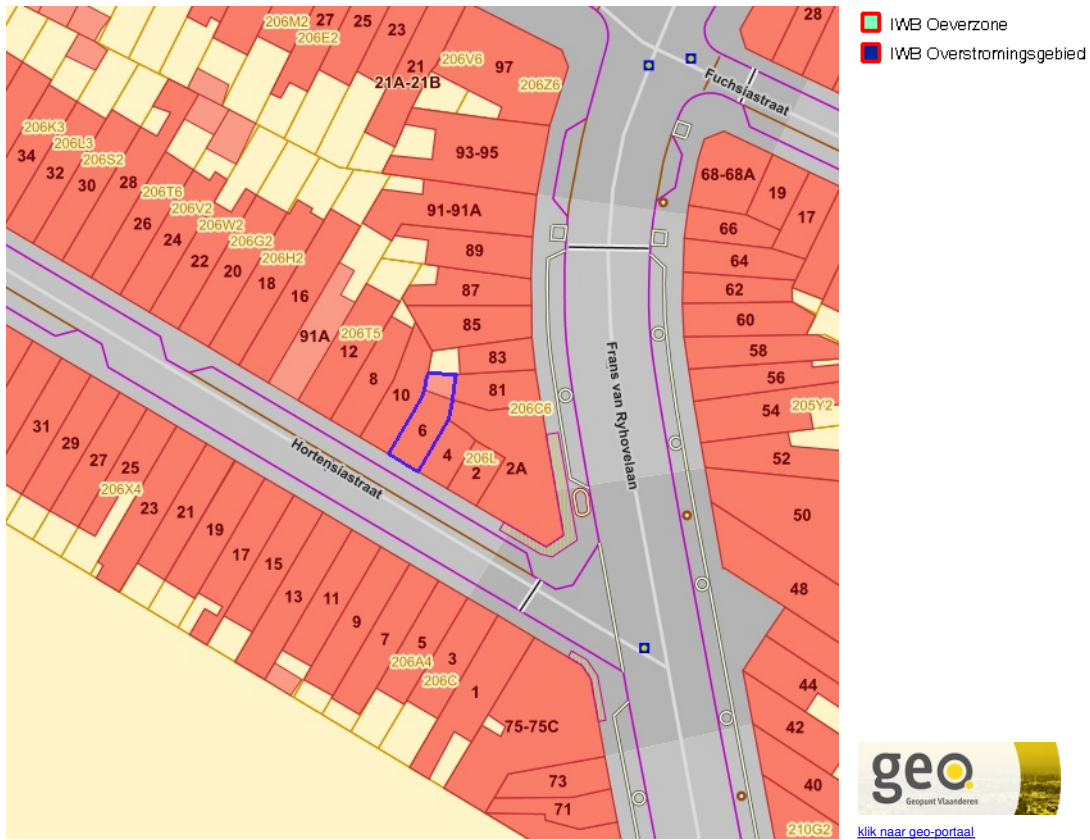 IWB Oeverzone
IWB Overstromingsgebied
206M2 27 25 23 28
206E2
206V6 97
21
21A-21B
206Z6
Fuchsiastraat
206K3
206L3
206S2
34 32 30 28
93-95
68-68A 19 17
206T6
206V2
206W2
206G2
206H2
26 24 22 20 18 16
91-91A
66
89
64
87
62
85
60
91A
206T5
12
83
58
8
10
81
56
206C6
54
205Y2
6
4
206L
2
2A
52
Frans van Ryhovelaan
Hortensiastraat
31 29 27 25
206X4
23 21 19 17 15 13 11 9 7 5 3 1
50
48
206A4
206C
44
42
75-75C
73
71
40
210G2
geo.
Geopunt Vlaanderen
klik naar geo-portaal